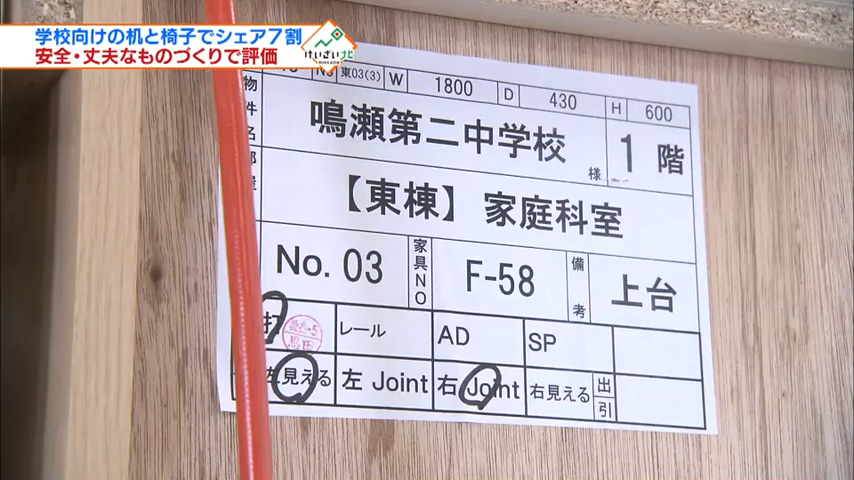 学校向けの机と椅子でシェア7割
安全・丈夫なものづくりで評価
けいざいナビ
HOKKAIDO
東03(3) W 1800 D 430 H 600
鳴瀬第二中学校 様 1 階
【東棟】 家庭科室
No. 03 家具NO F-58 備考 上台
レール AD SP
左見える 左 Joint 右 Joint 右見える 出 引